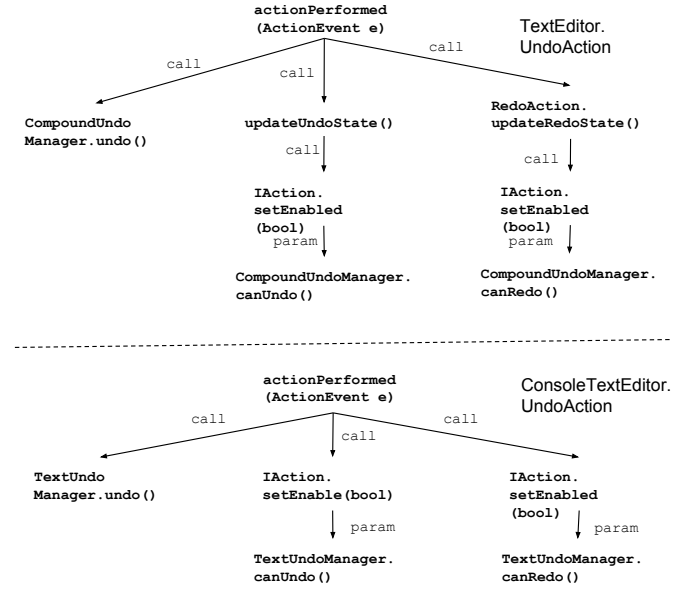 actionPerformed
(ActionEvent e)
TextEditor.
UndoAction
call
call
call
CompoundUndo
Manager.undo()
updateUndoState()
RedoAction.
updateRedoState()
call
call
IAction.
setEnabled
(bool)
IAction.
setEnabled
(bool)
param
param
CompoundUndoManager.
canUndo()
CompoundUndoManager.
canRedo()
actionPerformed
(ActionEvent e)
ConsoleTextEditor.
UndoAction
call
call
call
TextUndo
Manager.undo()
IAction.
setEnable(bool)
IAction.
setEnabled
(bool)
param
param
TextUndoManager.
canUndo()
TextUndoManager.
canRedo()